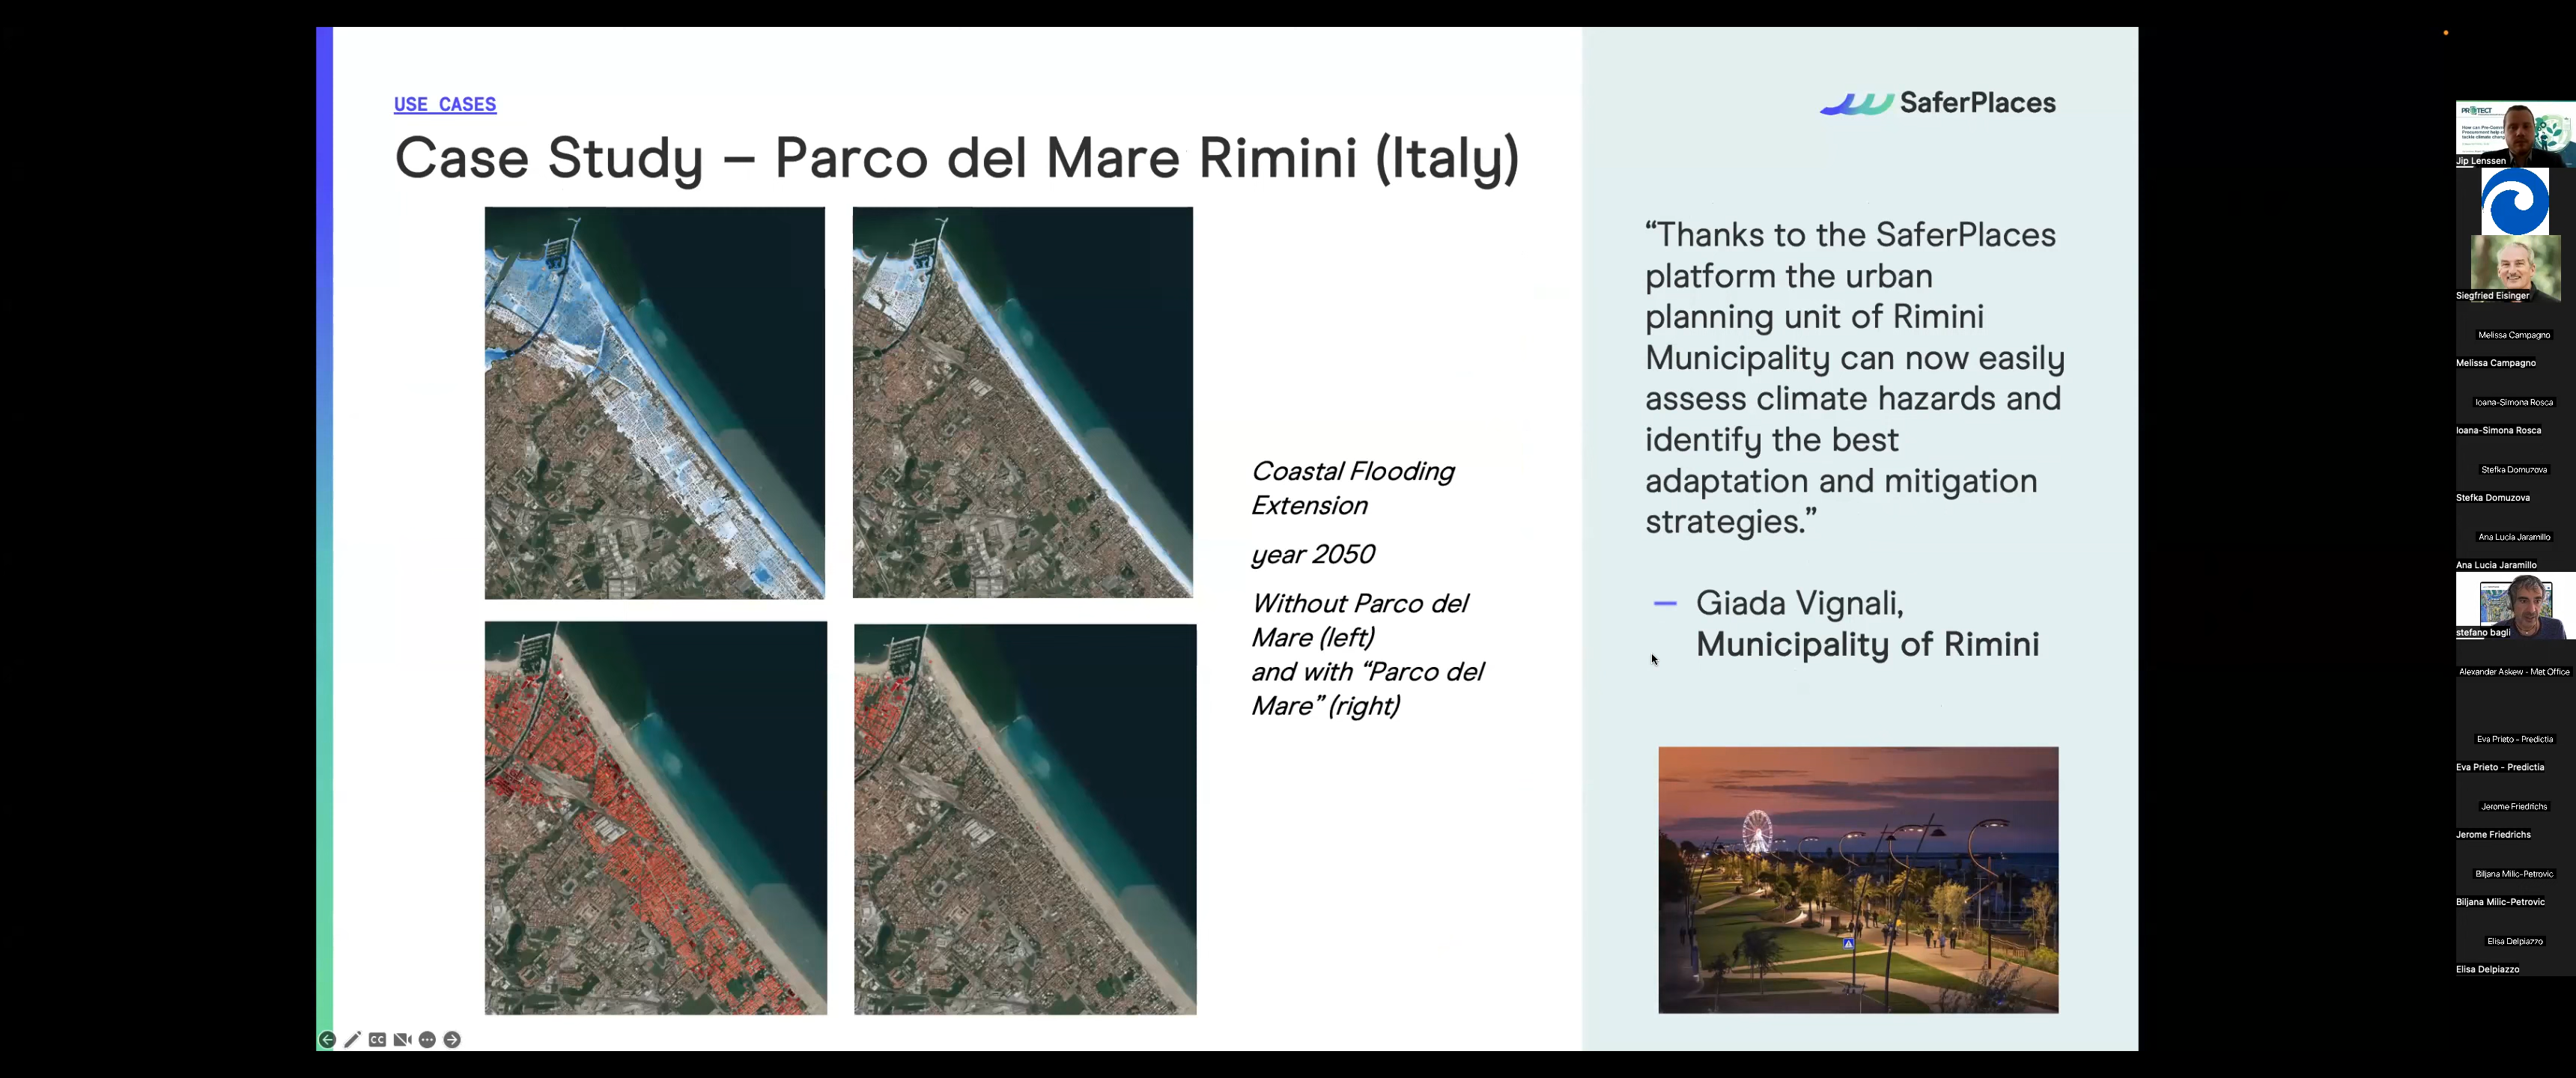 USE CASES
Case Study – Parco del Mare Rimini (Italy)
Coastal Flooding
Extension
year 2050
Without Parco del
Mare (left)
and with “Parco del
Mare” (right)
SaferPlaces
“Thanks to the SaferPlaces
platform the urban
planning unit of Rimini
Municipality can now easily
assess climate hazards and
identify the best
adaptation and mitigation
strategies.”
— Giada Vignali,
Municipality of Rimini
CC
PROTECT
Jip Lenssen
Siegfried Eisinger
Melissa Campagno
Melissa Campagno
Ioana-Simona Rosca
Ioana-Simona Rosca
Stefka Domuzova
Stefka Domuzova
Ana Lucia Jaramillo
Ana Lucia Jaramillo
stefano bagli
Alexander Askew - Met Office
Eva Prieto - Predictia
Eva Prieto - Predictia
Jerome Friedrichs
Jerome Friedrichs
Biljana Milic-Petrovic
Biljana Milic-Petrovic
Elisa Delpiazzo
Elisa Delpiazzo